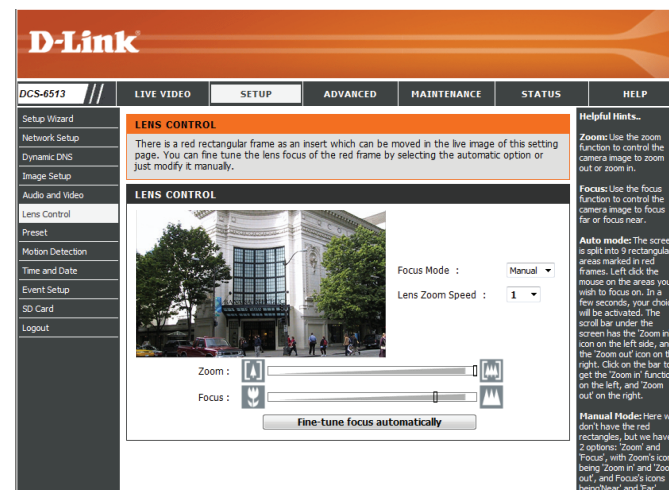 D-Link
DCS-6513
LIVE VIDEO
SETUP
ADVANCED
MAINTENANCE
STATUS
HELP
Setup Wizard
Network Setup
Dynamic DNS
Image Setup
Audio and Video
Lens Control
Preset
Motion Detection
Time and Date
Event Setup
SD Card
Logout
LENS CONTROL
There is a red rectangular frame as an
insert which can be moved in the live image of this setting
page. You can fine tune the lens focus of the red frame by
selecting the automatic option or
just modify it manually.
LENS CONTROL
Focus Mode :
Manual
Lens Zoom Speed :
1
Zoom :
Focus :
Fine-tune focus automatically
Helpful Hints..
Zoom: Use the zoom
function to control the
camera image to zoom
out or zoom in.
Focus: Use the focus
function to control the
camera image to focus
far or focus near.
Auto mode: The scree
is split into 9 rectangula
areas marked in red
frames. Left click the
mouse on the areas you
wish to focus on. In a
few seconds, your choi
will be activated. The
scroll bar under the
screen has the 'Zoom in
icon on the left side, an
the 'Zoom out' icon on t
right. Click on the bar to
get the 'Zoom in' functio
on the left, and 'Zoom
out' on the right.
Manual Mode: Here w
don't have the red
rectangles, but we have
2 options: 'Zoom' and
'Focus', with Zoom's icon
being 'Zoom in' and 'Zoo
out', and Focus's icons
being'Near' and 'Far'